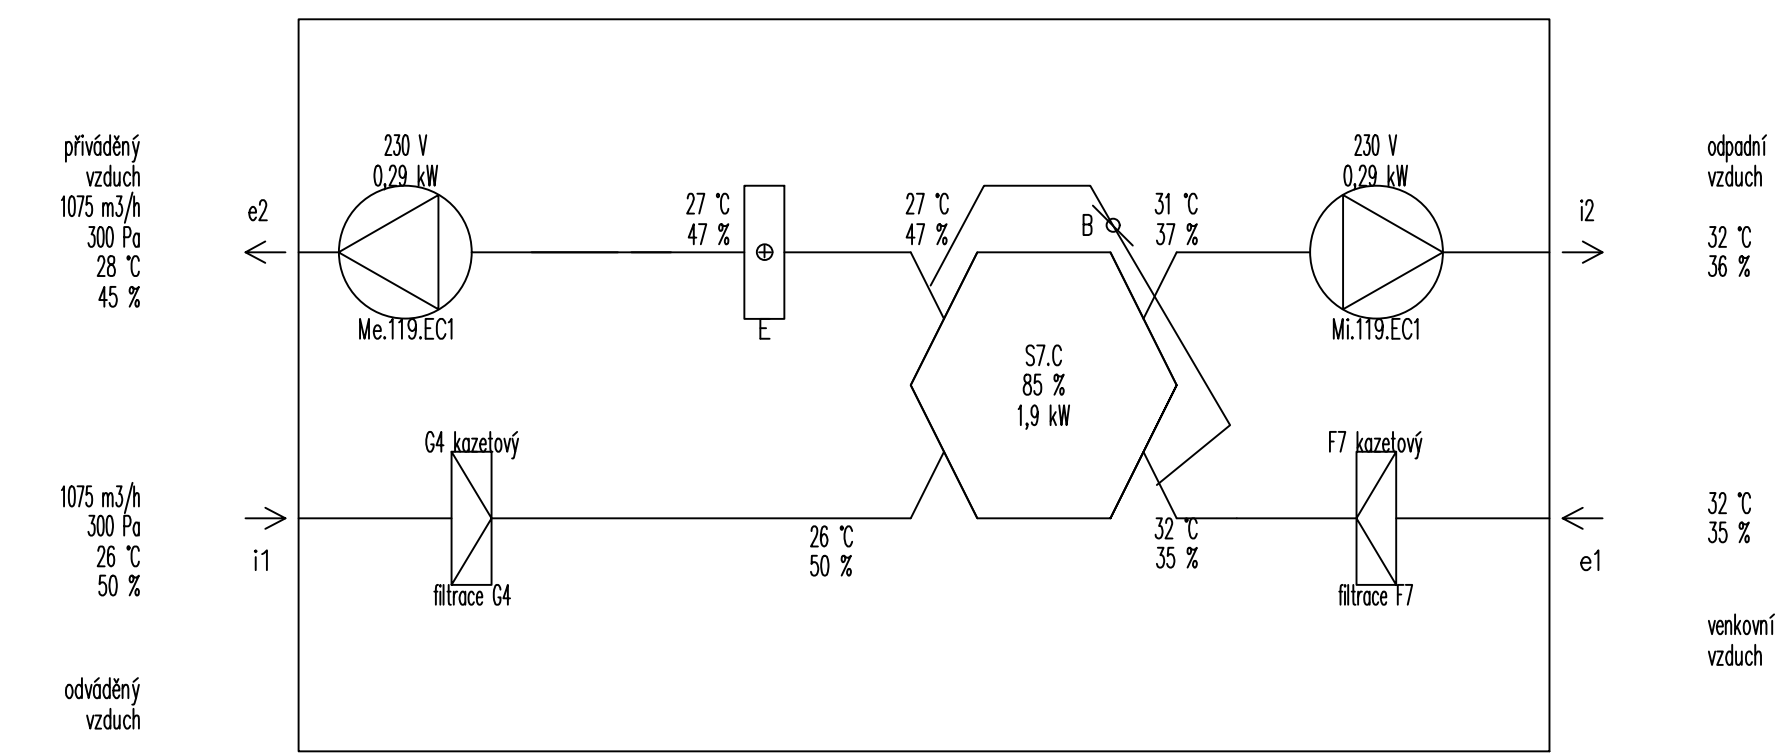 přiváděný
vzduch
1075 m3/h
300 Pa
28 °C
45 %
e2
230 V
0,29 kW
Me.119.EC1
27 °C
47 %
E
27 °C
47 %
B
31 °C
37 %
230 V
0,29 kW
Mi.119.EC1
i2
odpadní
vzduch
32 °C
36 %
S7.C
85 %
1,9 kW
1075 m3/h
300 Pa
26 °C
50 %
i1
G4 kazetový
filtrace G4
26 °C
50 %
32 °C
35 %
F7 kazetový
filtrace F7
e1
32 °C
35 %
venkovní
vzduch
odváděný
vzduch